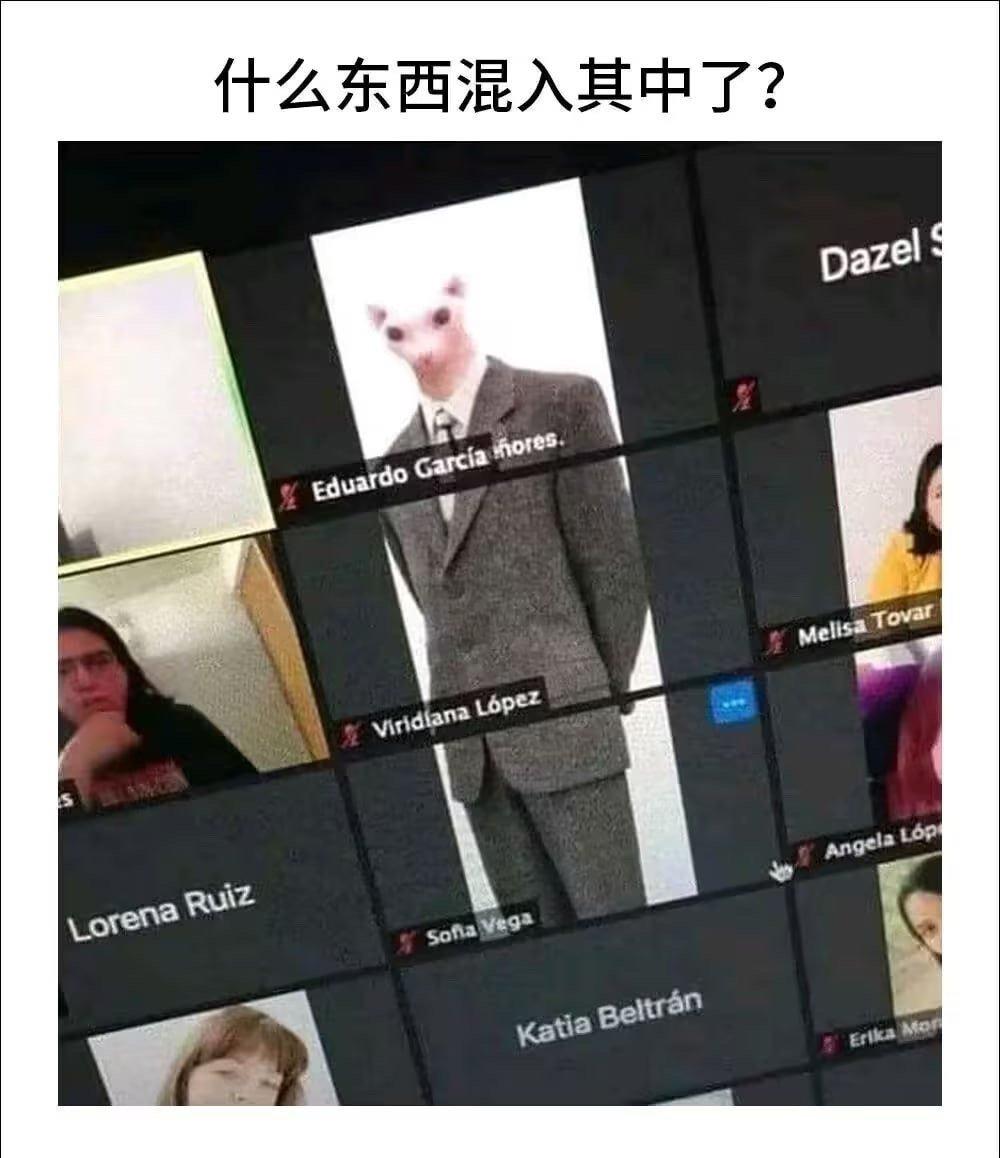 什么东西混入其中了?
Dazel
Eduardo García ñores.
Melisa Tovar
Viridiana López
Angela
Lorena Ruiz
Sofia Vega
Katia Beltrán
Erika